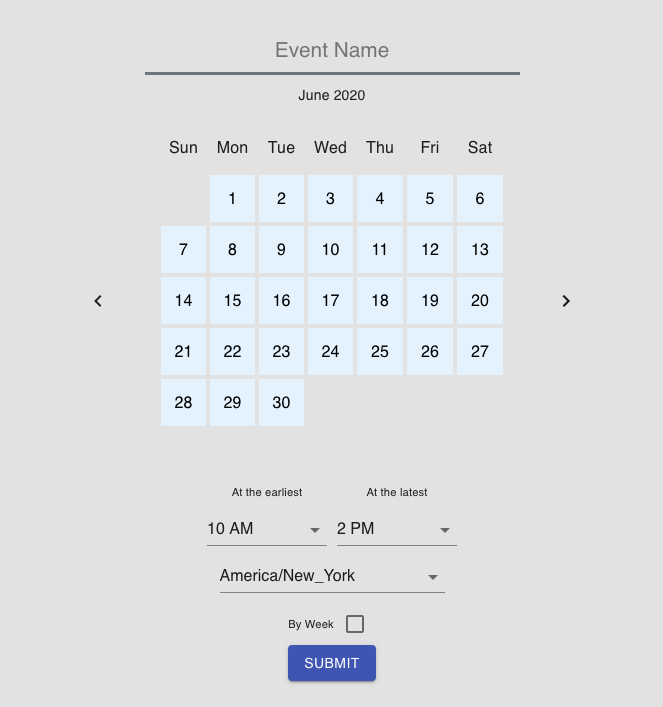 Event Name
June 2020
Sun Mon Tue Wed Thu Fri Sat
1 2 3 4 5 6
7 8 9 10 11 12 13
14 15 16 17 18 19 20
21 22 23 24 25 26 27
28 29 30
At the earliest At the latest
10 AM 2 PM
America/New_York
By Week
SUBMIT